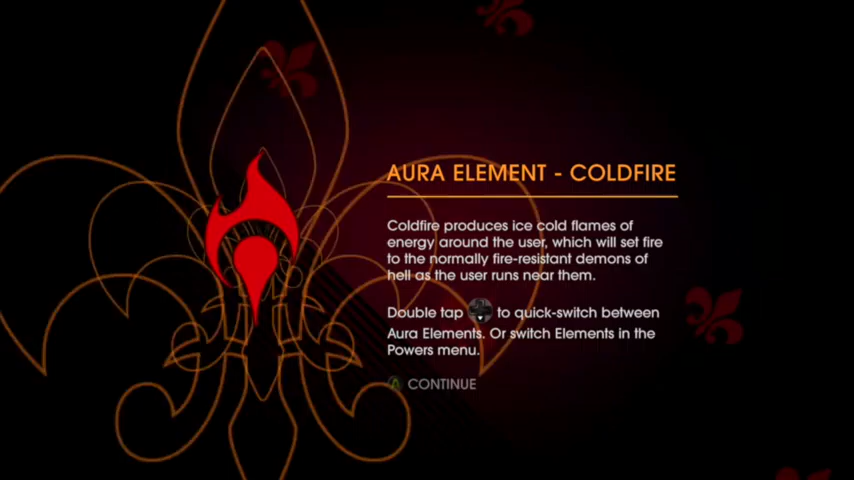 AURA ELEMENT - COLDFIRE
Coldfire produces ice cold flames of
energy around the user, which will set fire
to the normally fire-resistant demons of
hell as the user runs near them.
Double tap to quick-switch between
Aura Elements. Or switch Elements in the
Powers menu.
A CONTINUE